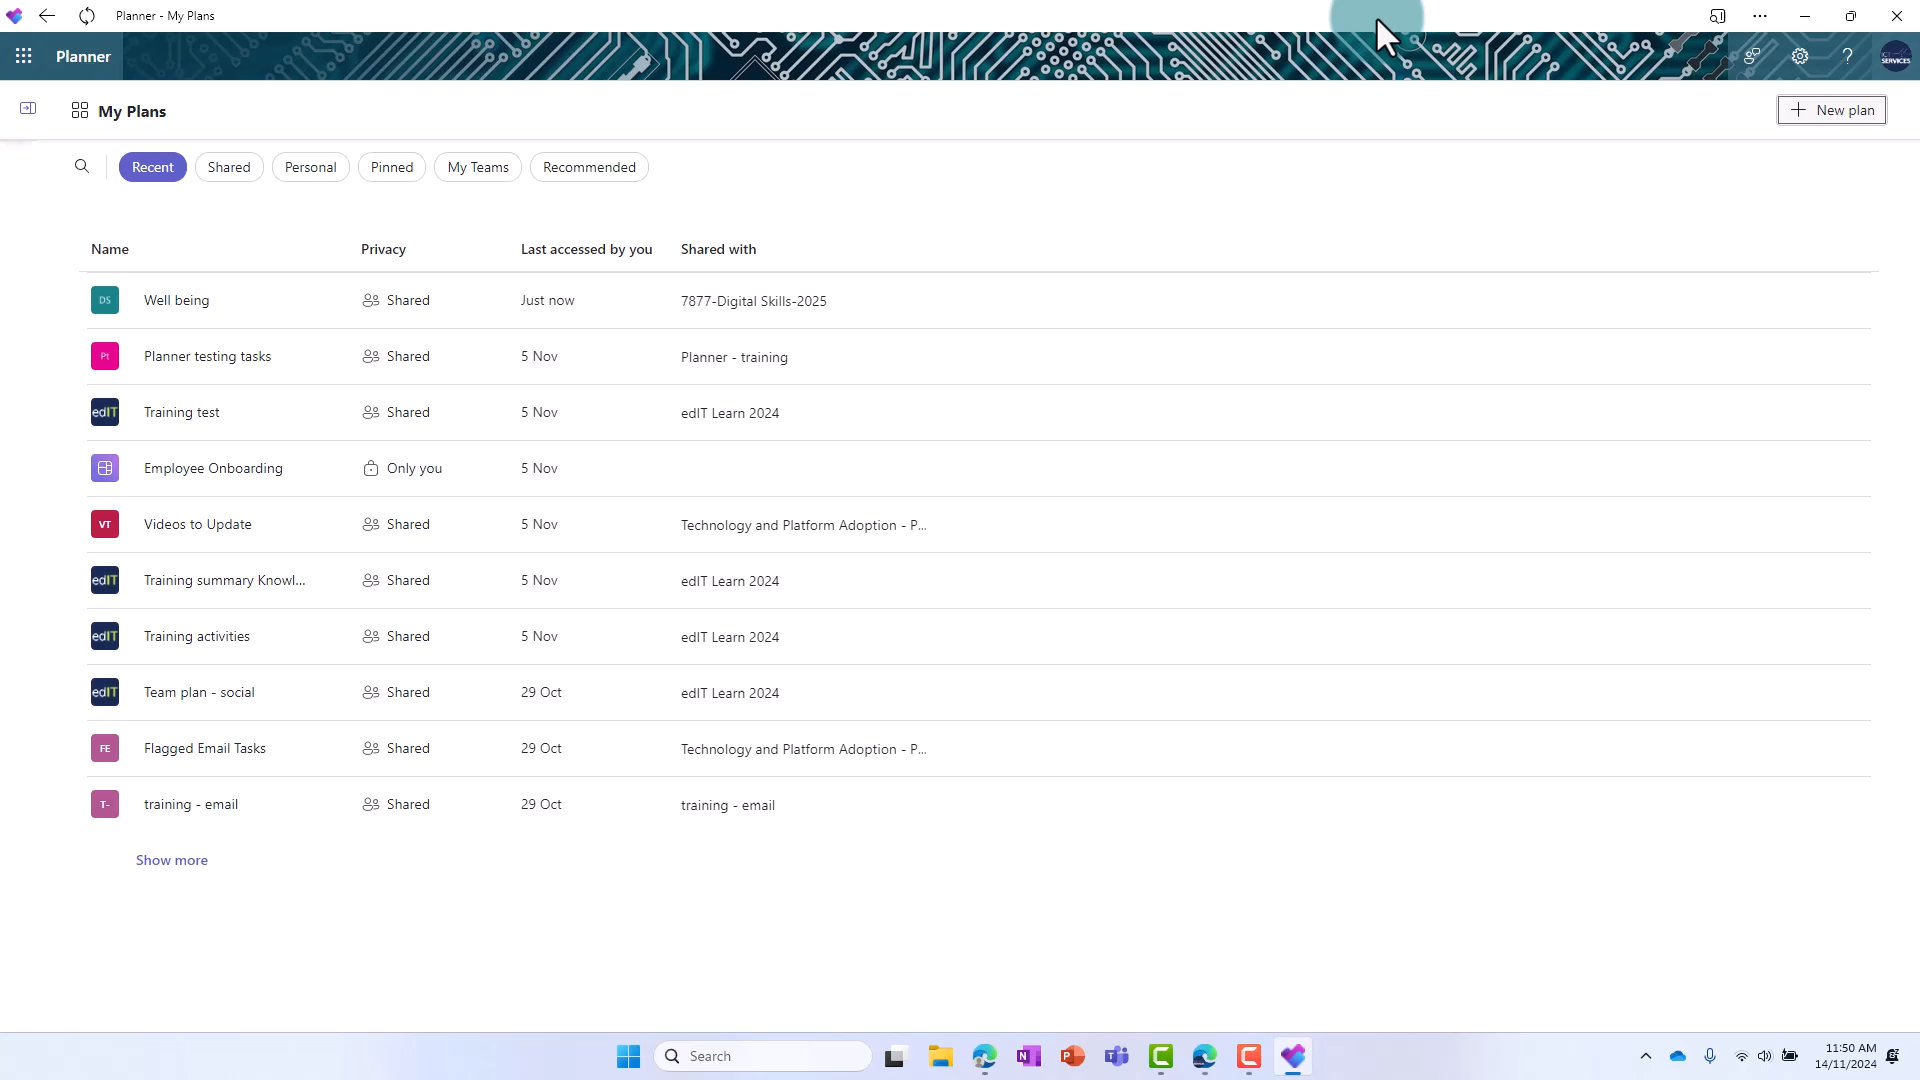 Planner - My Plans
Planner
SERVICES
My Plans
New plan
Recent Shared Personal Pinned My Teams Recommended
Name Privacy Last accessed by you Shared with
DS Well being Shared Just now 7877-Digital Skills-2025
Pt Planner testing tasks Shared 5 Nov Planner - training
edIT Training test Shared 5 Nov edIT Learn 2024
Employee Onboarding Only you 5 Nov
VT Videos to Update Shared 5 Nov Technology and Platform Adoption - P...
edIT Training summary Knowl... Shared 5 Nov edIT Learn 2024
edIT Training activities Shared 5 Nov edIT Learn 2024
edIT Team plan - social Shared 29 Oct edIT Learn 2024
FE Flagged Email Tasks Shared 29 Oct Technology and Platform Adoption - P...
T- training - email Shared 29 Oct training - email
Show more
Search
11:50 AM
14/11/2024